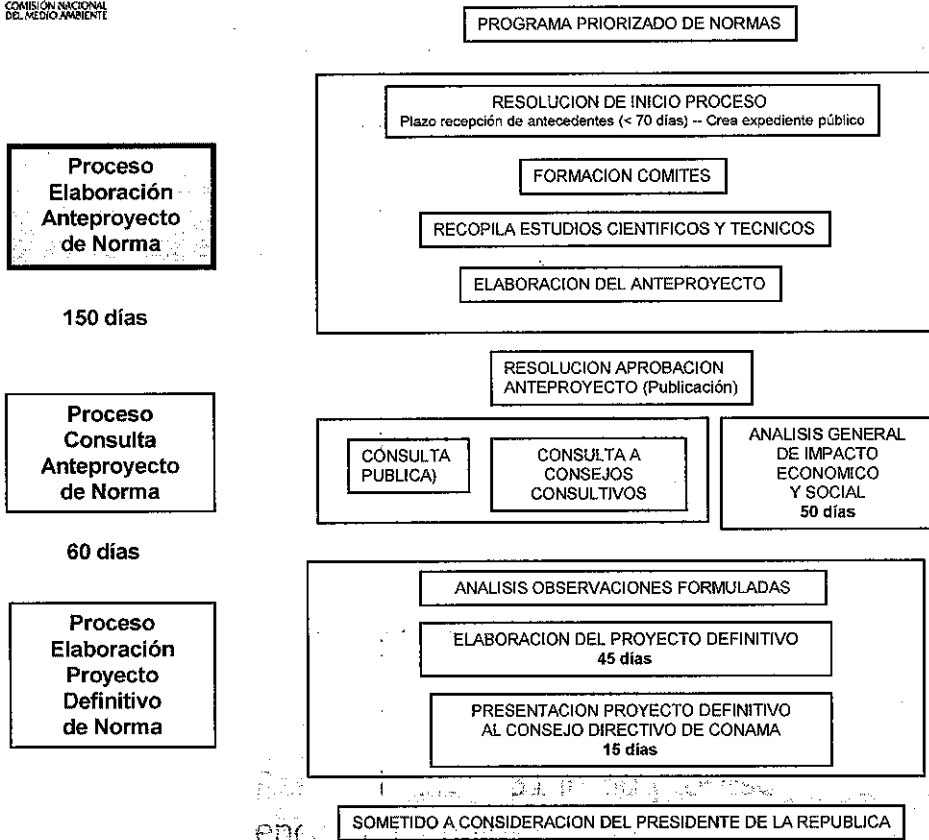 COMISIÓN NACIONAL
DEL MEDIO AMBIENTE
PROGRAMA PRIORIZADO DE NORMAS
RESOLUCION DE INICIO PROCESO
Plazo recepción de antecedentes (< 70 días) -- Crea expediente público
FORMACION COMITES
RECOPILA ESTUDIOS CIENTIFICOS Y TECNICOS
ELABORACION DEL ANTEPROYECTO
Proceso
Elaboración
Anteproyecto
de Norma
150 días
RESOLUCION APROBACION
ANTEPROYECTO (Publicación)
Proceso
Consulta
Anteproyecto
de Norma
CONSULTA
PUBLICA)
CONSULTA A
CONSEJOS
CONSULTIVOS
ANALISIS GENERAL
DE IMPACTO
ECONOMICO
Y SOCIAL
50 días
60 días
Proceso
Elaboración
Proyecto
Definitivo
de Norma
ANALISIS OBSERVACIONES FORMULADAS
ELABORACION DEL PROYECTO DEFINITIVO
45 días
PRESENTACION PROYECTO DEFINITIVO
AL CONSEJO DIRECTIVO DE CONAMA
15 días
SOMETIDO A CONSIDERACION DEL PRESIDENTE DE LA REPUBLICA